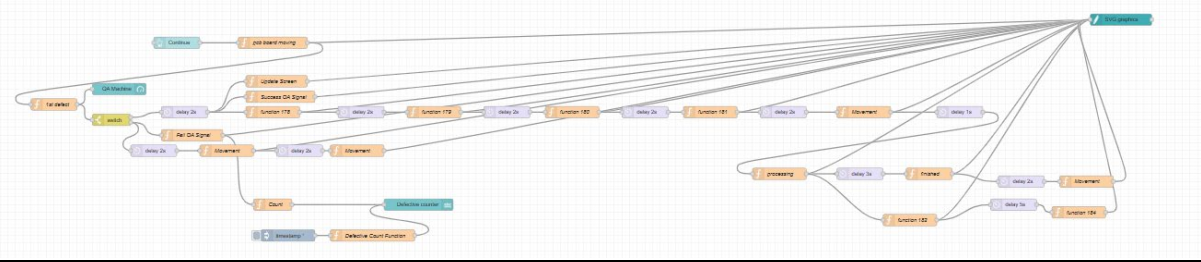 SVG graphics
Continue
pcb board moving
Update Screen
QA Machine
Success QA Signal
1st defect
switch
delay 2s
function 178
delay 2s
function 179
delay 2s
function 180
delay 2s
function 181
delay 2s
Movement
delay 1s
Fail QA Signal
delay 2s
Movement
delay 2s
Movement
processing
delay 3s
finished
delay 2s
Movement
Count
Defective counter
delay 5s
function 184
function 182
timestamp
Defective Count Function